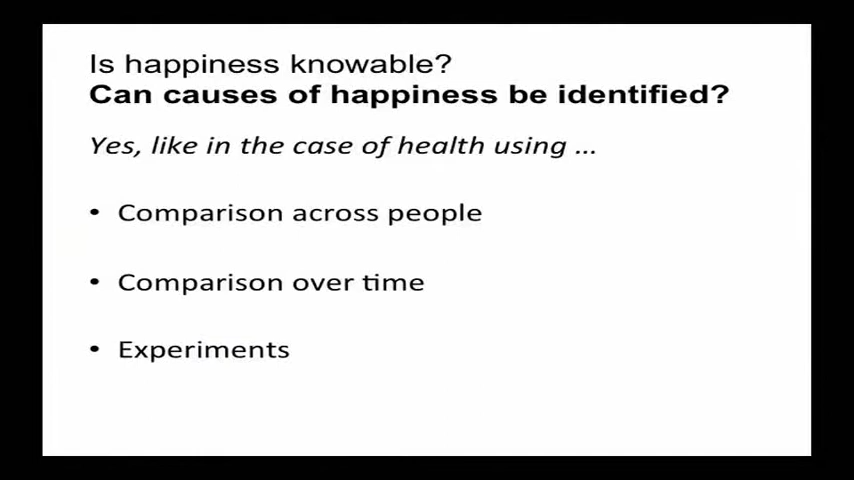 Is happiness knowable?
Can causes of happiness be identified?
Yes, like in the case of health using ...
• Comparison across people
• Comparison over time
• Experiments